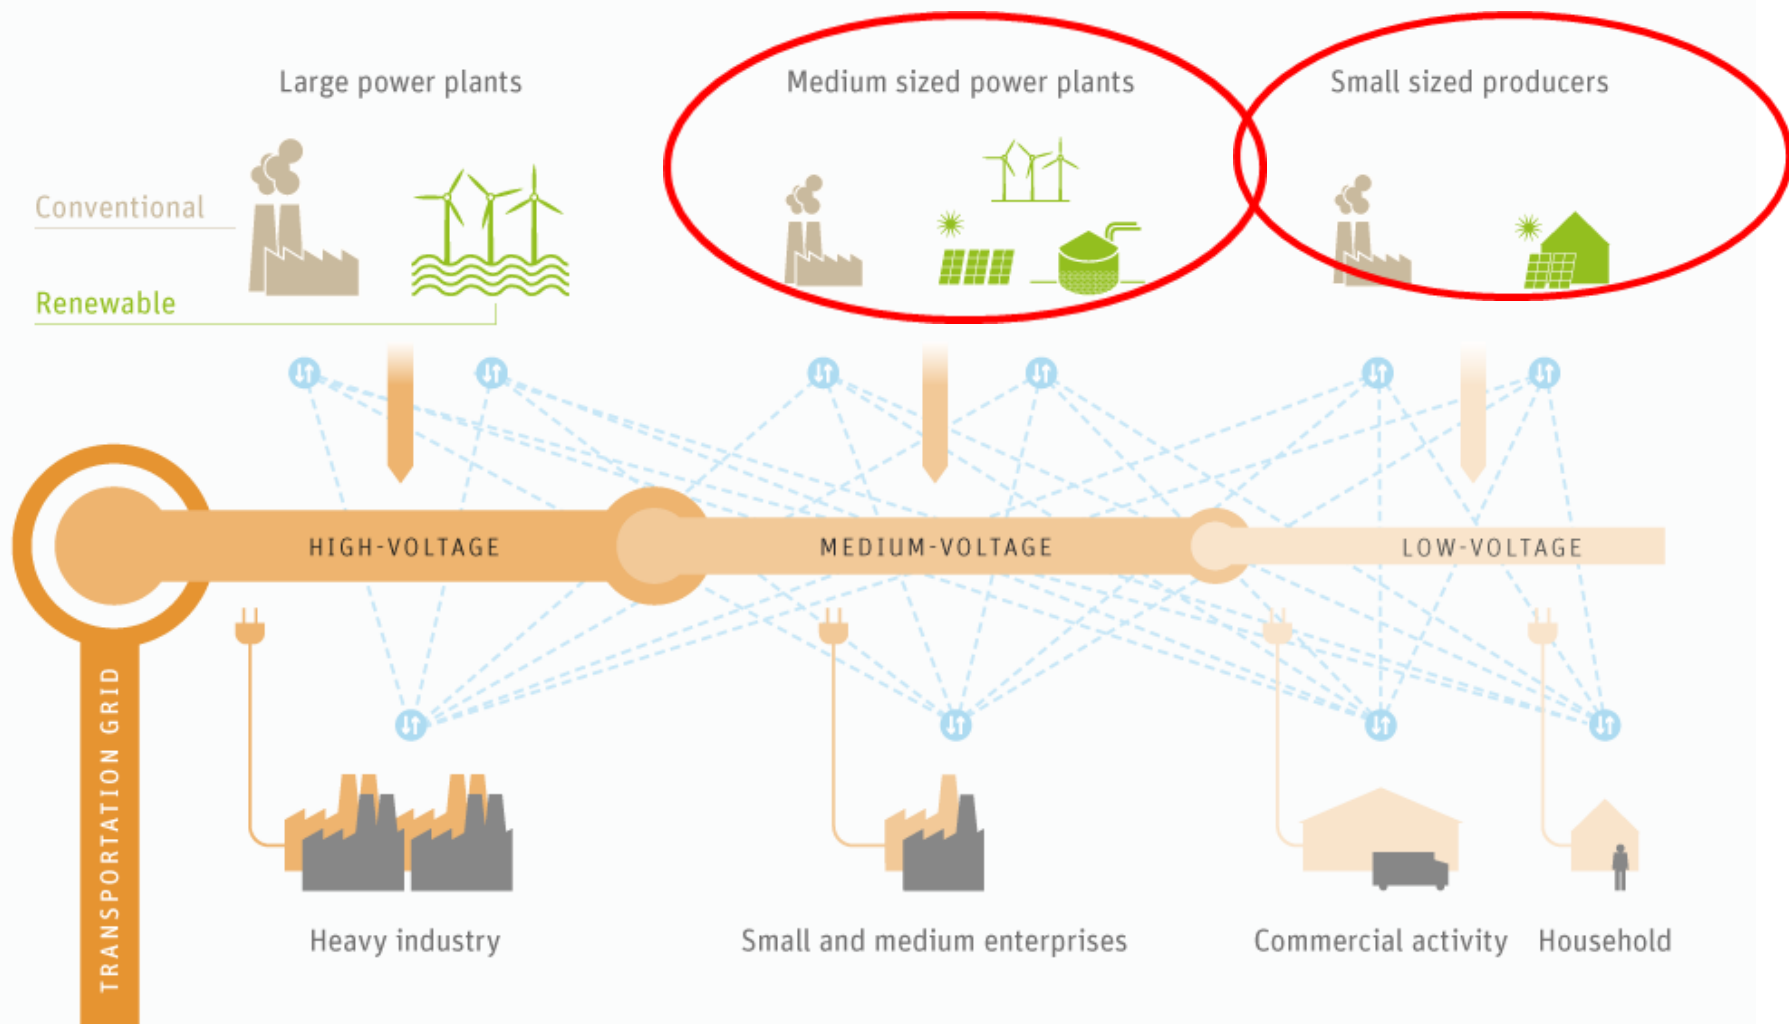 Large power plants
Medium sized power plants
Small sized producers
Conventional
Renewable
HIGH-VOLTAGE
MEDIUM-VOLTAGE
LOW-VOLTAGE
TRANSPORTATION GRID
Heavy industry
Small and medium enterprises
Commercial activity
Household